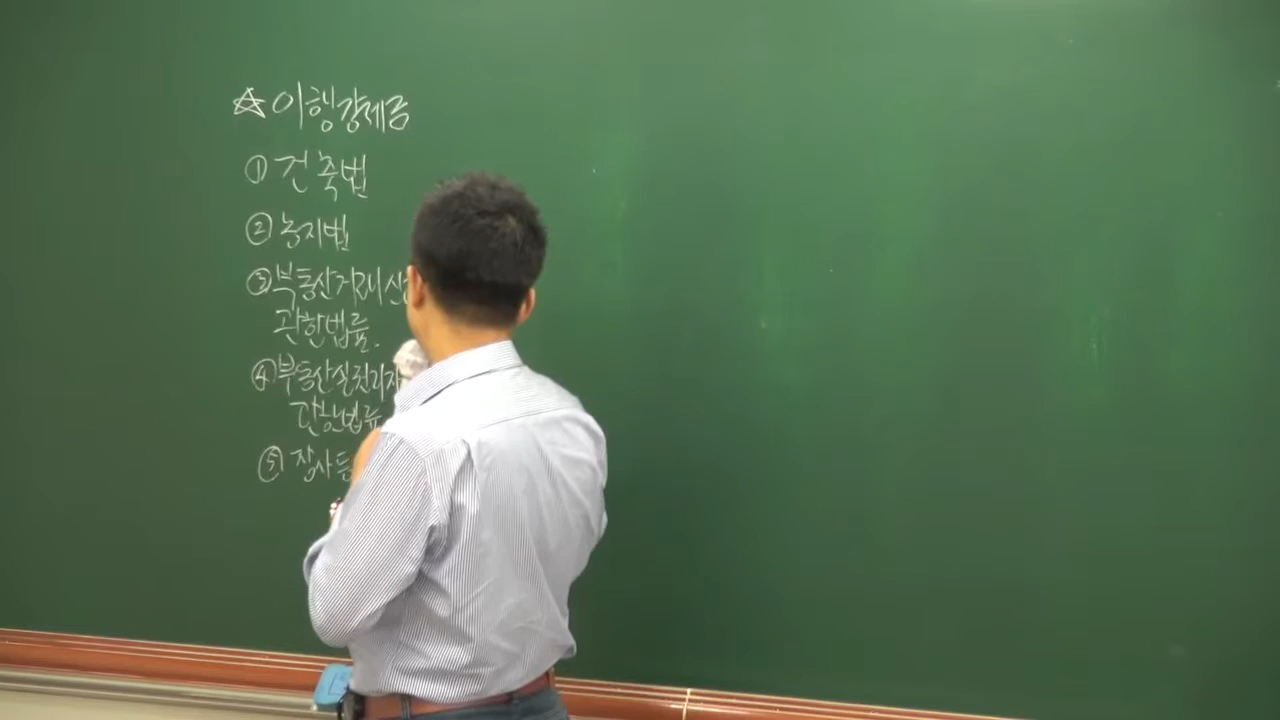 ☆ 이행강제금
① 건축법
② 농지법
③ 부동산거래신
관한법률.
④ 부동산실권리자
관한법률
⑤ 장사등